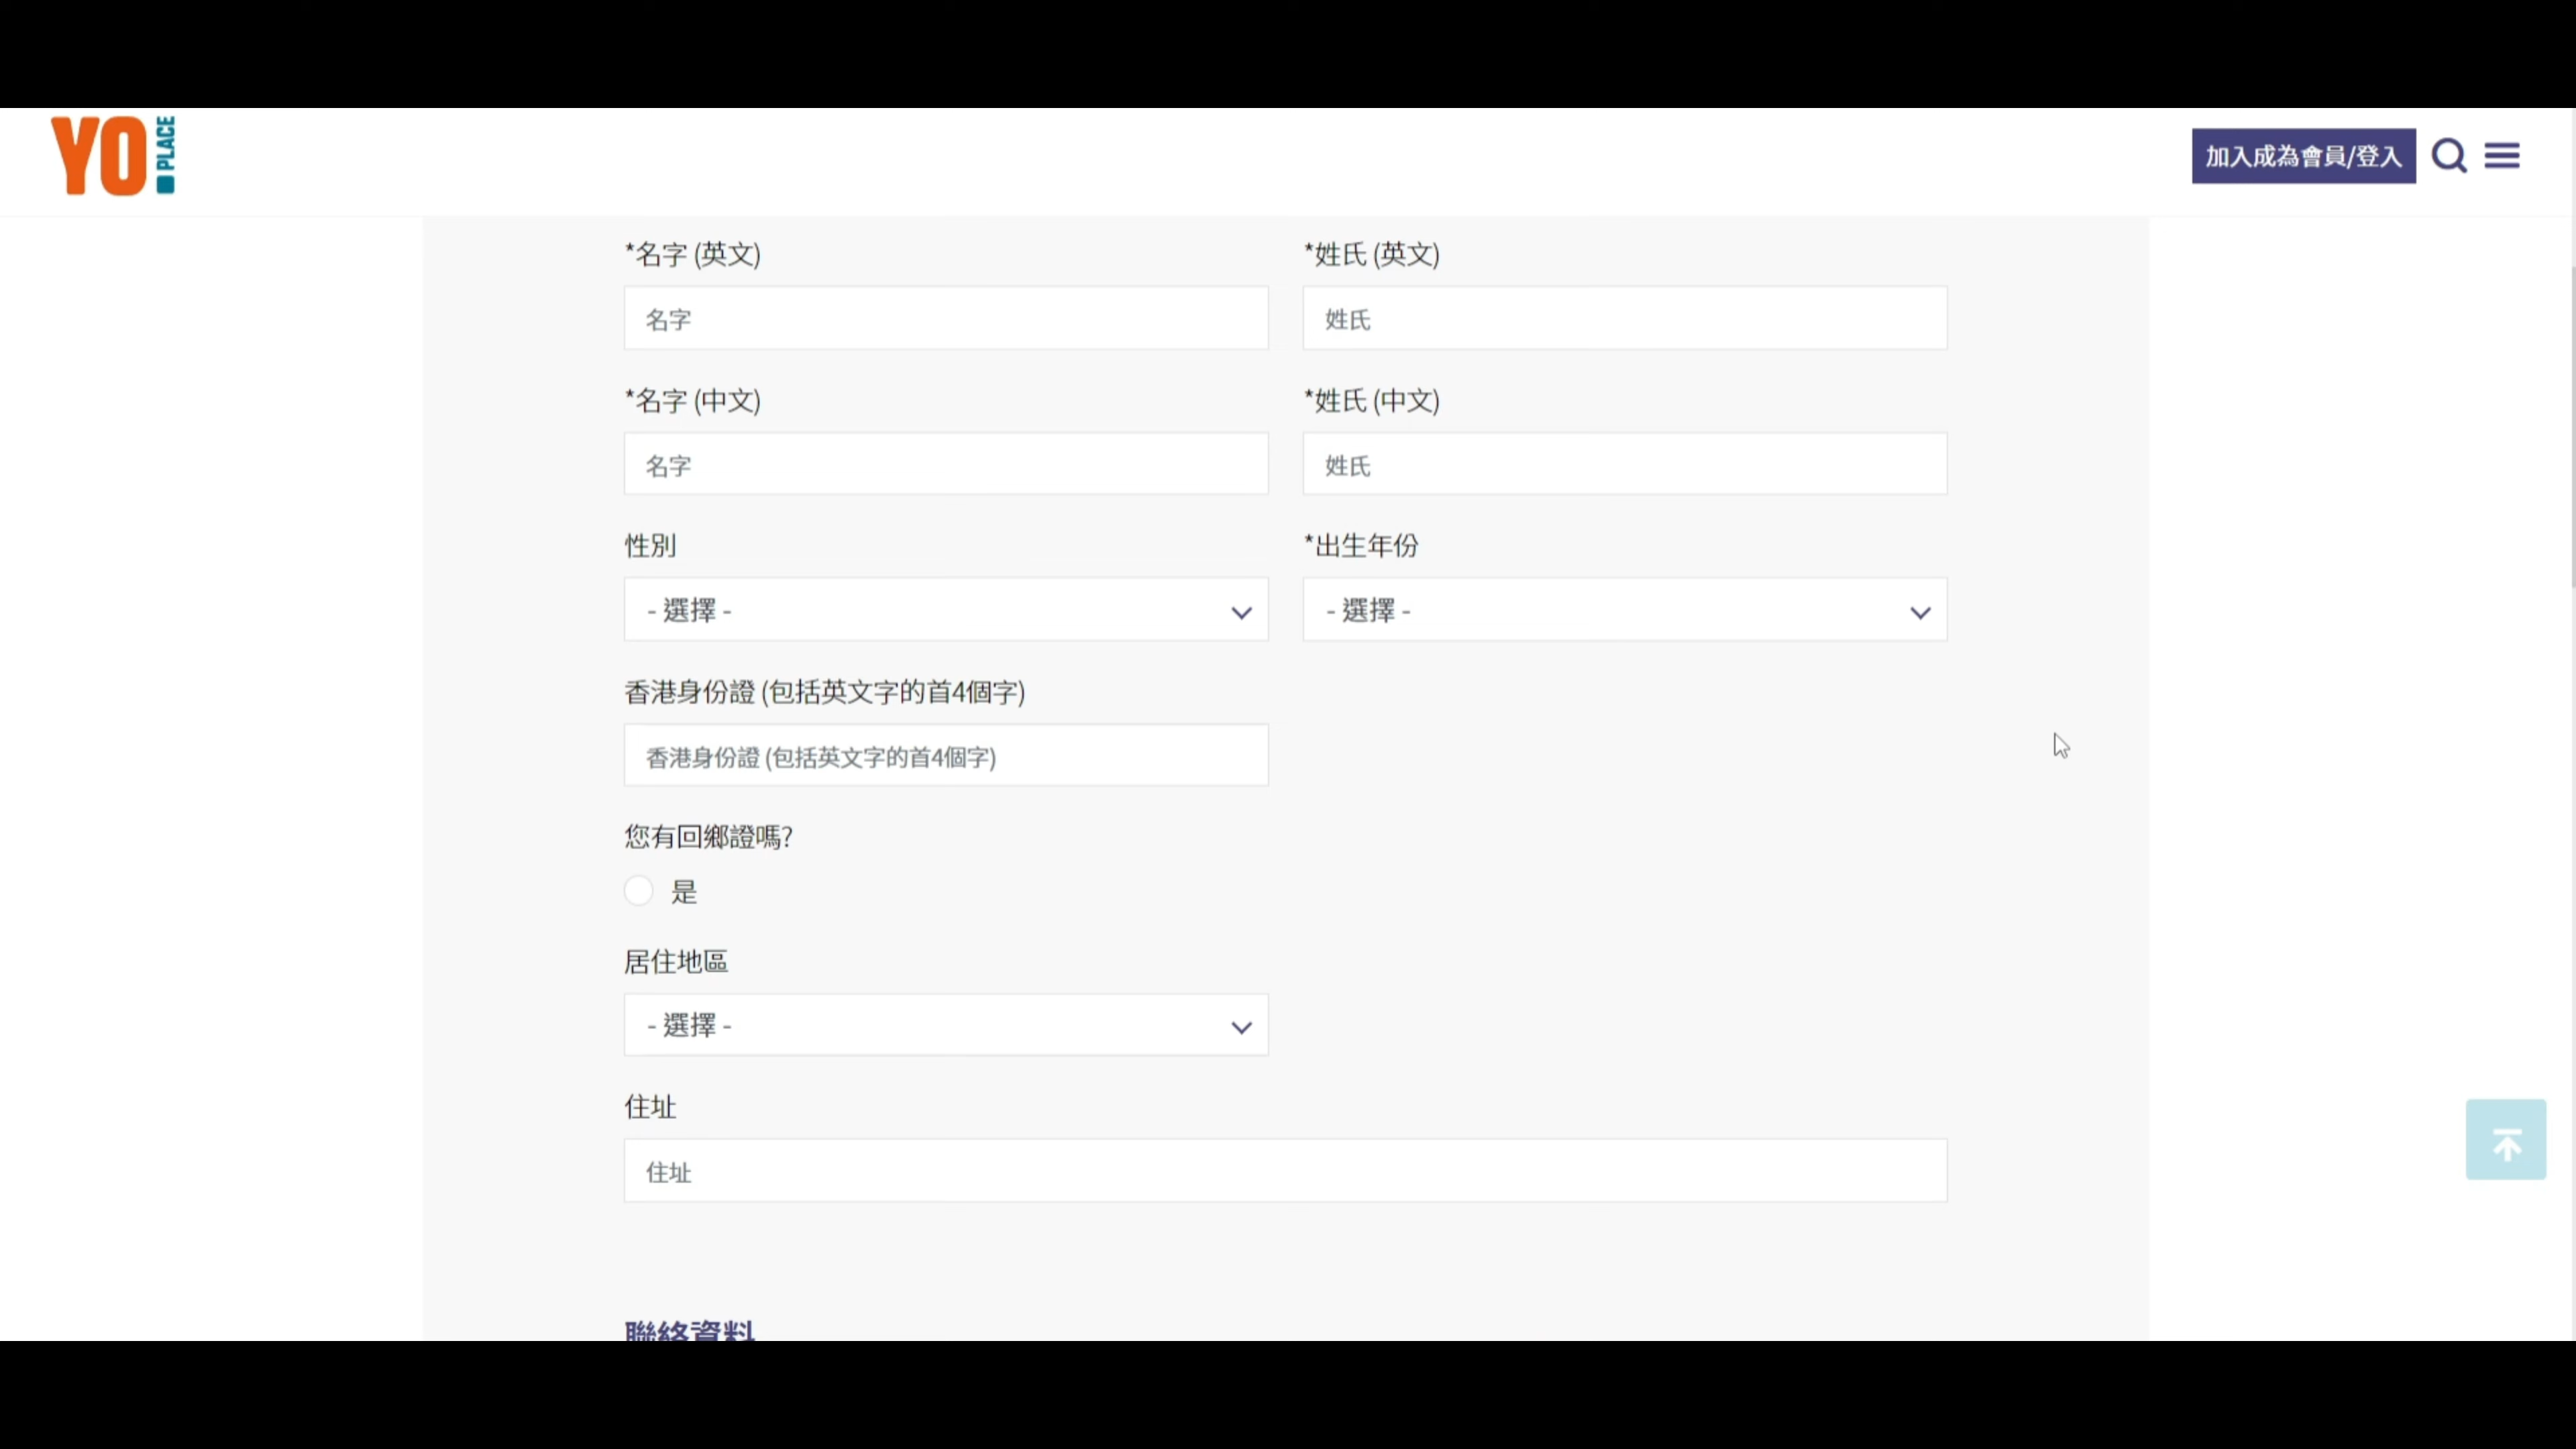 YO PLACE
加入成為會員/登入
*名字 (英文)
*姓氏 (英文)
名字
姓氏
*名字 (中文)
*姓氏 (中文)
名字
姓氏
性別
*出生年份
- 選擇 -
- 選擇 -
香港身份證 (包括英文字的首4個字)
香港身份證 (包括英文字的首4個字)
您有回鄉證嗎?
是
居住地區
- 選擇 -
住址
住址
聯絡資料